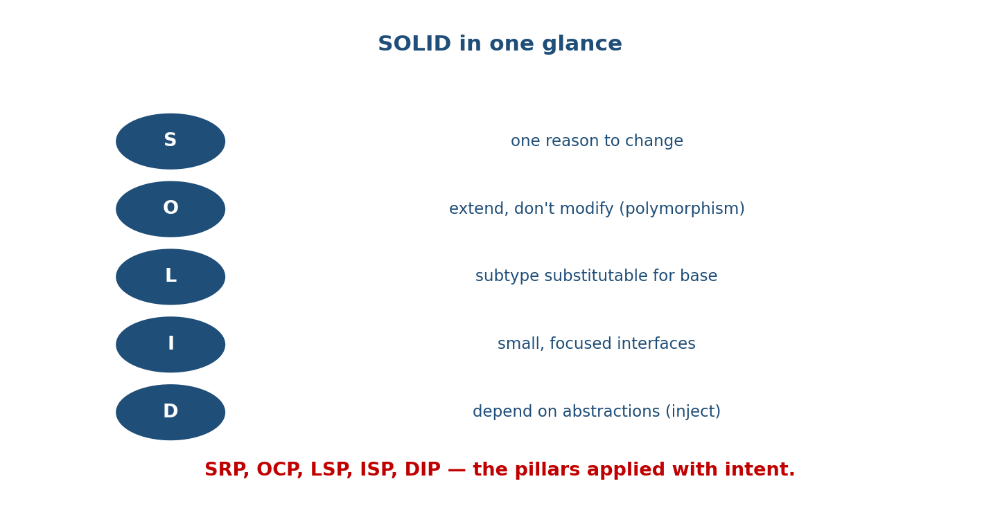 SOLID in one glance
S one reason to change
O extend, don't modify (polymorphism)
L subtype substitutable for base
I small, focused interfaces
D depend on abstractions (inject)
SRP, OCP, LSP, ISP, DIP — the pillars applied with intent.